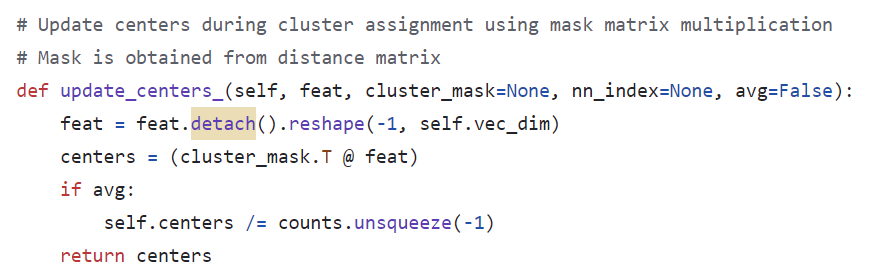 # Update centers during cluster assignment using mask matrix multiplication
# Mask is obtained from distance matrix
def update_centers_(self, feat, cluster_mask=None, nn_index=None, avg=False):
    feat = feat.detach().reshape(-1, self.vec_dim)
    centers = (cluster_mask.T @ feat)
    if avg:
        self.centers /= counts.unsqueeze(-1)
    return centers